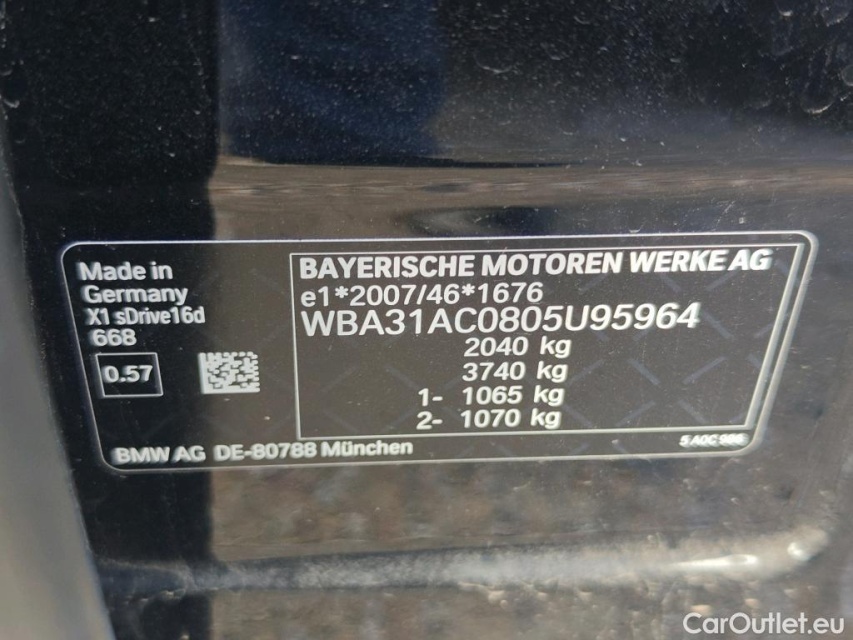 Made in
Germany
X1 sDrive16d
668
0.57
BAYERISCHE MOTOREN WERKE AG
e1*2007/46*1676
WBA31AC0805U95964
2040 kg
3740 kg
1- 1065 kg
2- 1070 kg
BMW AG DE-80788 München
5 A0C
CarOutlet.eu